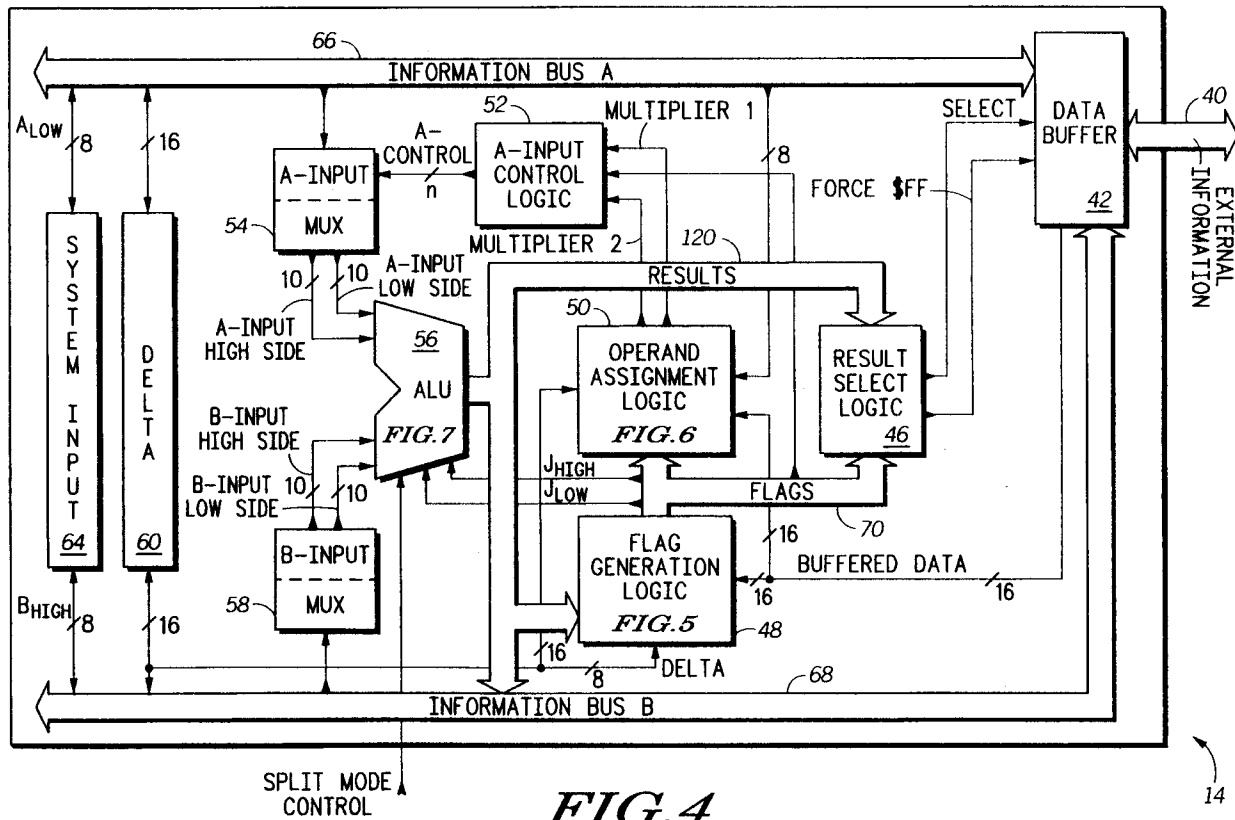 66
INFORMATION BUS A
A LOW
8
16
52
A-
CONTROL
n
A-INPUT
CONTROL
LOGIC
MULTIPLIER 1
8
SELECT
DATA
BUFFER
42
40
EXTERNAL
INFORMATION
FORCE $FF
A-INPUT
MUX
54
MULTIPLIER 2
120
RESULTS
10
10
A-INPUT
LOW SIDE
A-INPUT
HIGH SIDE
SYSTEM INPUT
64
DELTA
60
56
ALU
FIG.7
50
OPERAND
ASSIGNMENT
LOGIC
FIG.6
RESULT
SELECT
LOGIC
46
B-INPUT
HIGH SIDE
10
10
B-INPUT
LOW SIDE
JHIGH
JLOW
FLAGS
70
B-INPUT
MUX
58
FLAG
GENERATION
LOGIC
FIG.5
48
16
16
BUFFERED DATA
16
BHIGH
8
16
16
8
DELTA
68
INFORMATION BUS B
SPLIT MODE
CONTROL
FIG.4
14